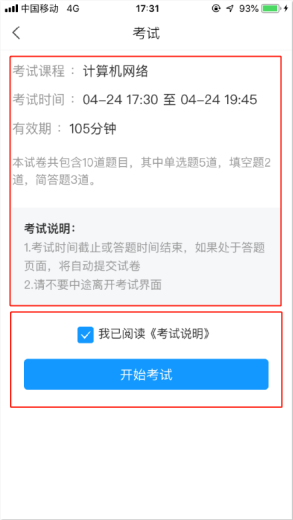 中国移动 4G 17:31 93%
考试
考试课程： 计算机网络
考试时间： 04-24 17:30 至 04-24 19:45
有效期： 105分钟
本试卷共包含10道题目，其中单选题5道，填空题2
道，简答题3道。
考试说明：
1.考试时间截止或答题时间结束，如果处于答题
页面，将自动提交试卷
2.请不要中途离开考试界面
我已阅读《考试说明》
开始考试